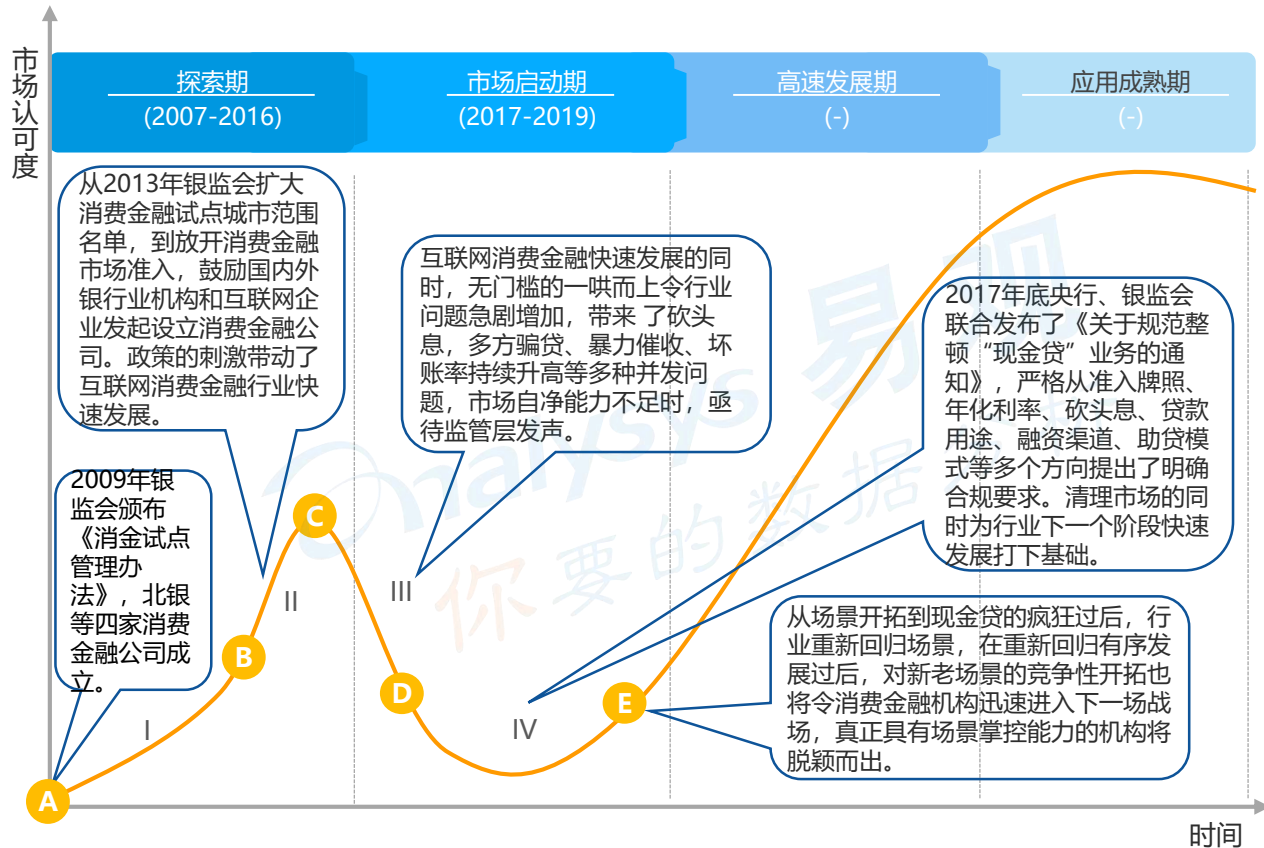 市场认可度
探索期
(2007-2016)
市场启动期
(2017-2019)
高速发展期
(-)
应用成熟期
(-)
从2013年银监会扩大
消费金融试点城市范围
名单，到放开消费金融
市场准入，鼓励国内外
银行业机构和互联网企
业发起设立消费金融公
司。政策的刺激带动了
互联网消费金融行业快
速发展。
互联网消费金融快速发展的同
时，无门槛的一哄而上令行业
问题急剧增加，带来 了砍头
息，多方骗贷、暴力催收、坏
账率持续升高等多种并发问
题，市场自净能力不足时，亟
待监管层发声。
2017年底央行、银监会
联合发布了《关于规范整
顿“现金贷”业务的通
知》，严格从准入牌照、
年化利率、砍头息、贷款
用途、融资渠道、助贷模
式等多个方向提出了明确
合规要求。清理市场的同
时为行业下一个阶段快速
发展打下基础。
2009年银
监会颁布
《消金试点
管理办
法》，北银
等四家消费
金融公司成
立。
从场景开拓到现金贷的疯狂过后，行
业重新回归场景，在重新回归有序发
展过后，对新老场景的竞争性开拓也
将令消费金融机构迅速进入下一场战
场，真正具有场景掌控能力的机构将
脱颖而出。
A
B
C
D
E
I
II
III
IV
时间
nalysys 易观
你要的数据